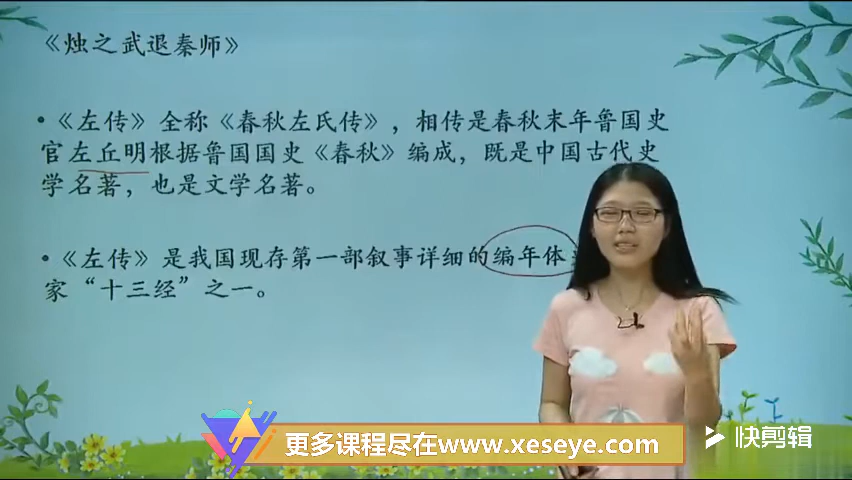 《烛之武退秦师》
•《左传》全称《春秋左氏传》，相传是春秋末年鲁国史
官左丘明根据鲁国国史《春秋》编成，既是中国古代史
学名著，也是文学名著。
•《左传》是我国现存第一部叙事详细的编年体
家“十三经”之一。
更多课程尽在www.xeseye.com
快剪辑